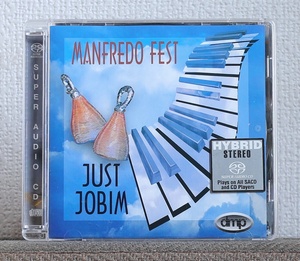 MANFREDO FEST
SUPER AUDIO CD
JUST
JOBIM
HYBRID
STEREO
Plays on All SACD
and CD Players
dmp